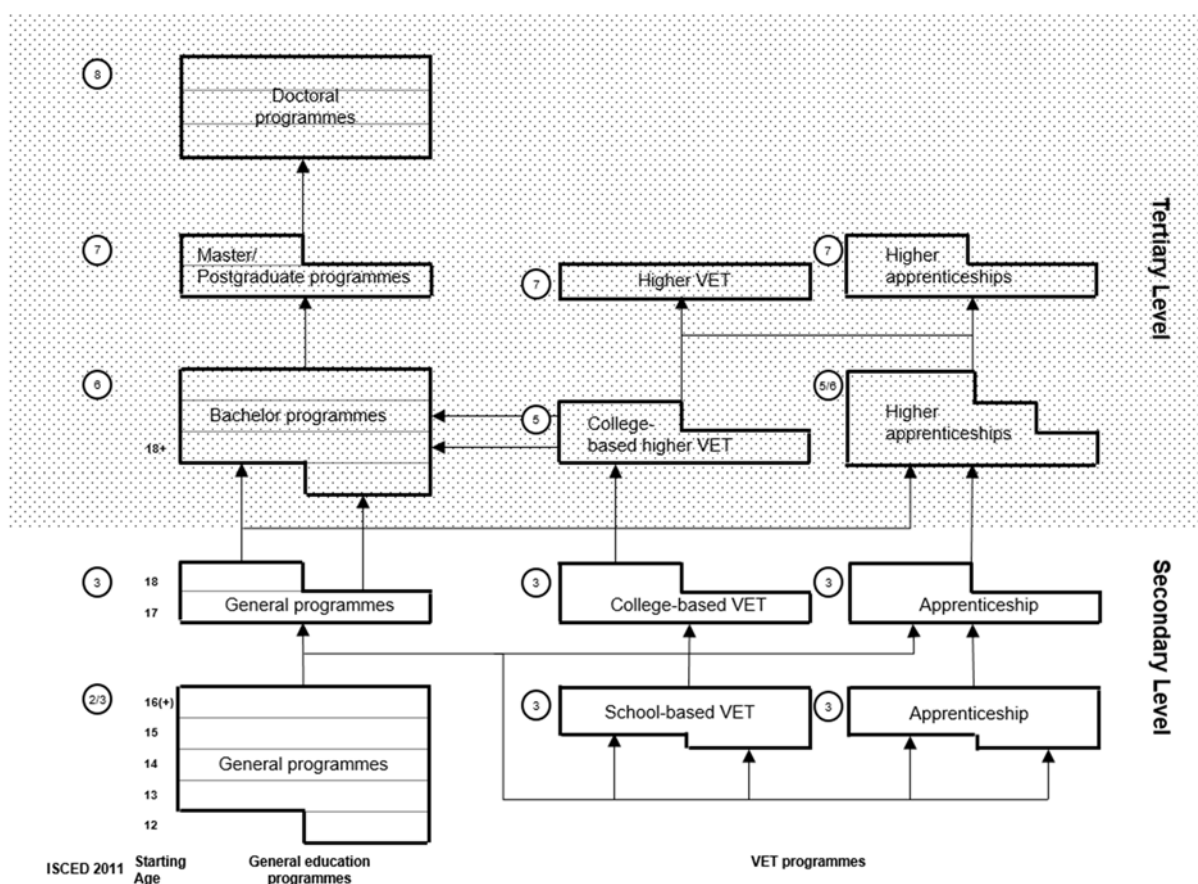 8
Doctoral
programmes
7
Master/
Postgraduate programmes
7
Higher VET
7
Higher
apprenticeships
Tertiary Level
6
Bachelor programmes
18+
5
College-
based higher VET
5/6
Higher
apprenticeships
3
18
17
General programmes
3
College-based VET
3
Apprenticeship
Secondary Level
2/3
16(+)
15
14
13
12
General programmes
3
School-based VET
3
Apprenticeship
ISCED 2011
Starting
Age
General education
programmes
VET programmes